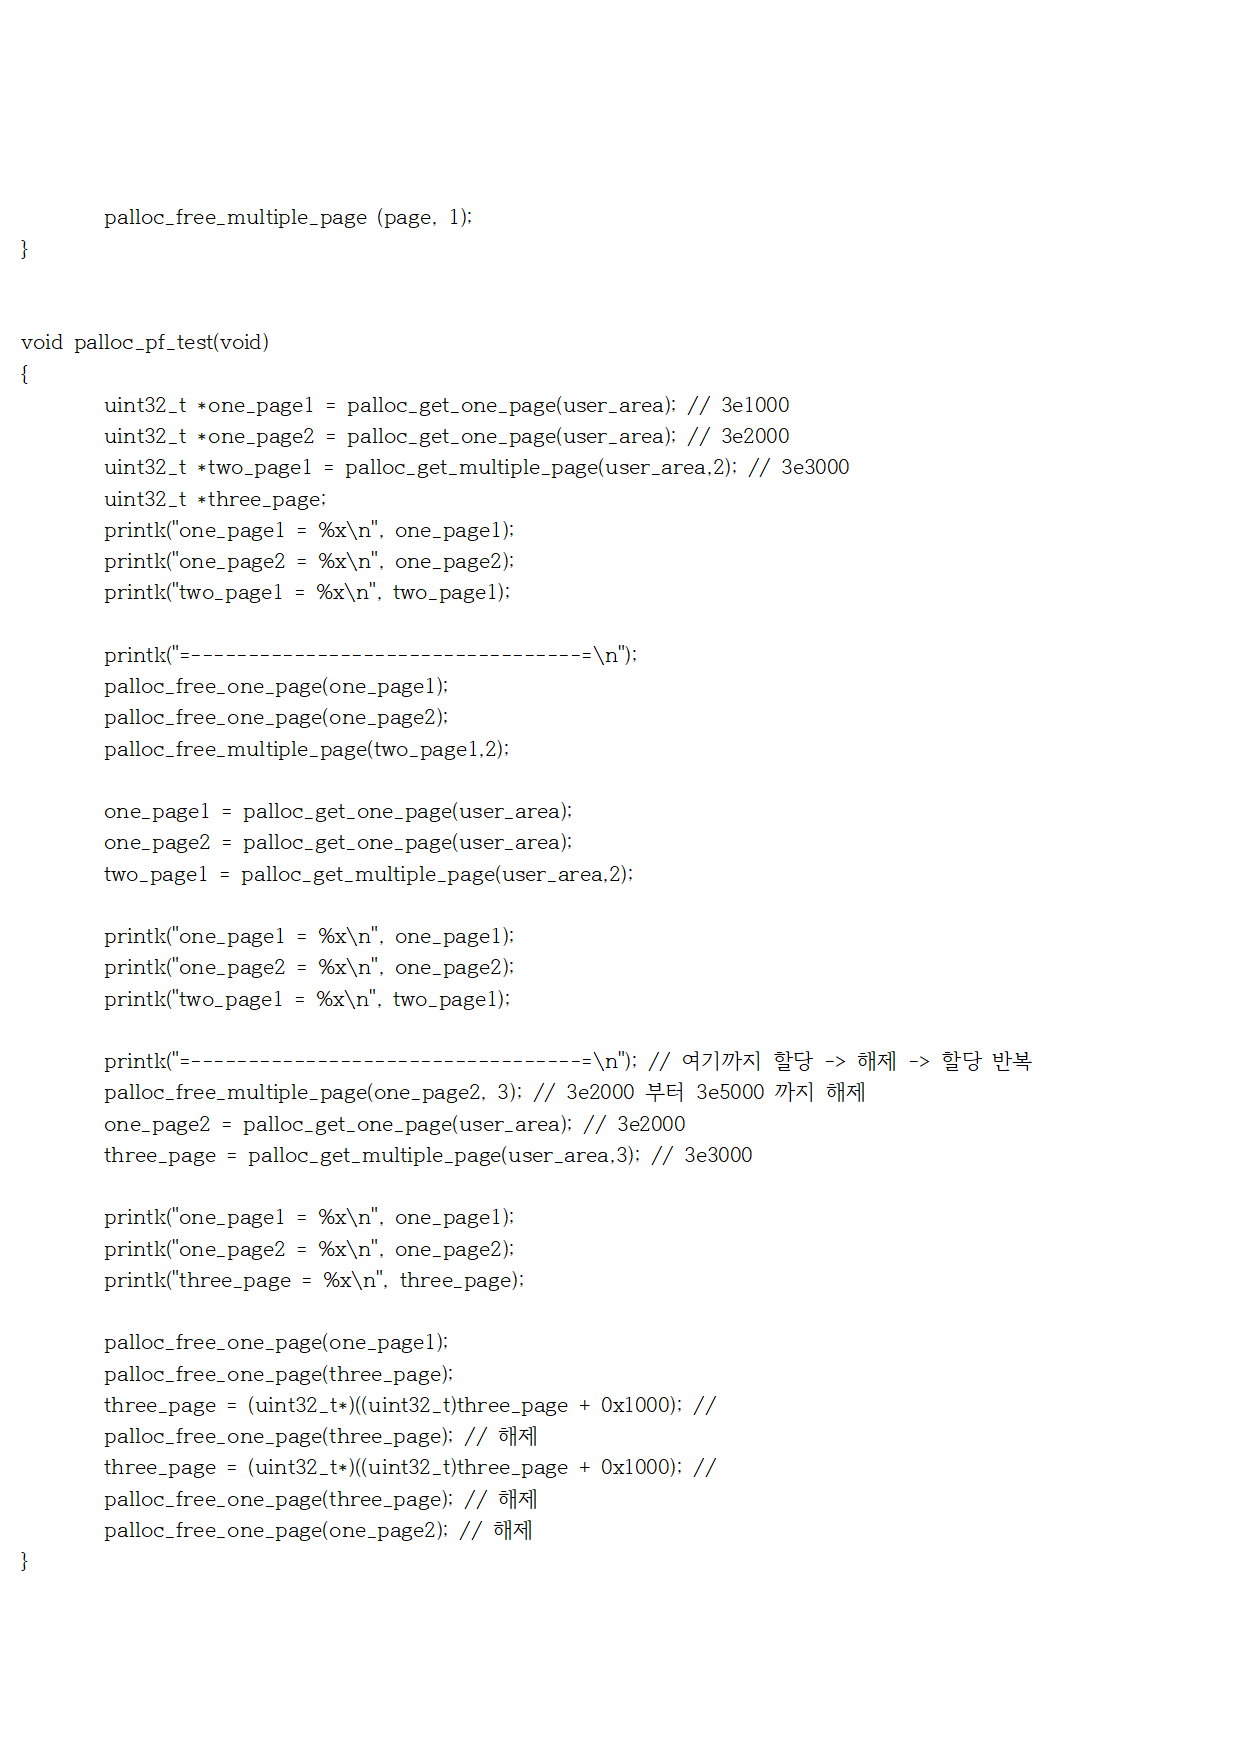 palloc_free_multiple_page (page, 1);
}
void palloc_pf_test(void)
{
uint32_t *one_page1 = palloc_get_one_page(user_area); // 3e1000
uint32_t *one_page2 = palloc_get_one_page(user_area); // 3e2000
uint32_t *two_page1 = palloc_get_multiple_page(user_area,2); // 3e3000
uint32_t *three_page;
printk("one_page1 = %x\n", one_page1);
printk("one_page2 = %x\n", one_page2);
printk("two_page1 = %x\n", two_page1);
printk("=----------------------------------=\n");
palloc_free_one_page(one_page1);
palloc_free_one_page(one_page2);
palloc_free_multiple_page(two_page1,2);
one_page1 = palloc_get_one_page(user_area);
one_page2 = palloc_get_one_page(user_area);
two_page1 = palloc_get_multiple_page(user_area,2);
printk("one_page1 = %x\n", one_page1);
printk("one_page2 = %x\n", one_page2);
printk("two_page1 = %x\n", two_page1);
printk("=----------------------------------=\n"); // 여기까지 할당 -> 해제 -> 할당 반복
palloc_free_multiple_page(one_page2, 3); // 3e2000 부터 3e5000 까지 해제
one_page2 = palloc_get_one_page(user_area); // 3e2000
three_page = palloc_get_multiple_page(user_area,3); // 3e3000
printk("one_page1 = %x\n", one_page1);
printk("one_page2 = %x\n", one_page2);
printk("three_page = %x\n", three_page);
palloc_free_one_page(one_page1);
palloc_free_one_page(three_page);
three_page = (uint32_t*)((uint32_t)three_page + 0x1000); //
palloc_free_one_page(three_page); // 해제
three_page = (uint32_t*)((uint32_t)three_page + 0x1000); //
palloc_free_one_page(three_page); // 해제
palloc_free_one_page(one_page2); // 해제
}